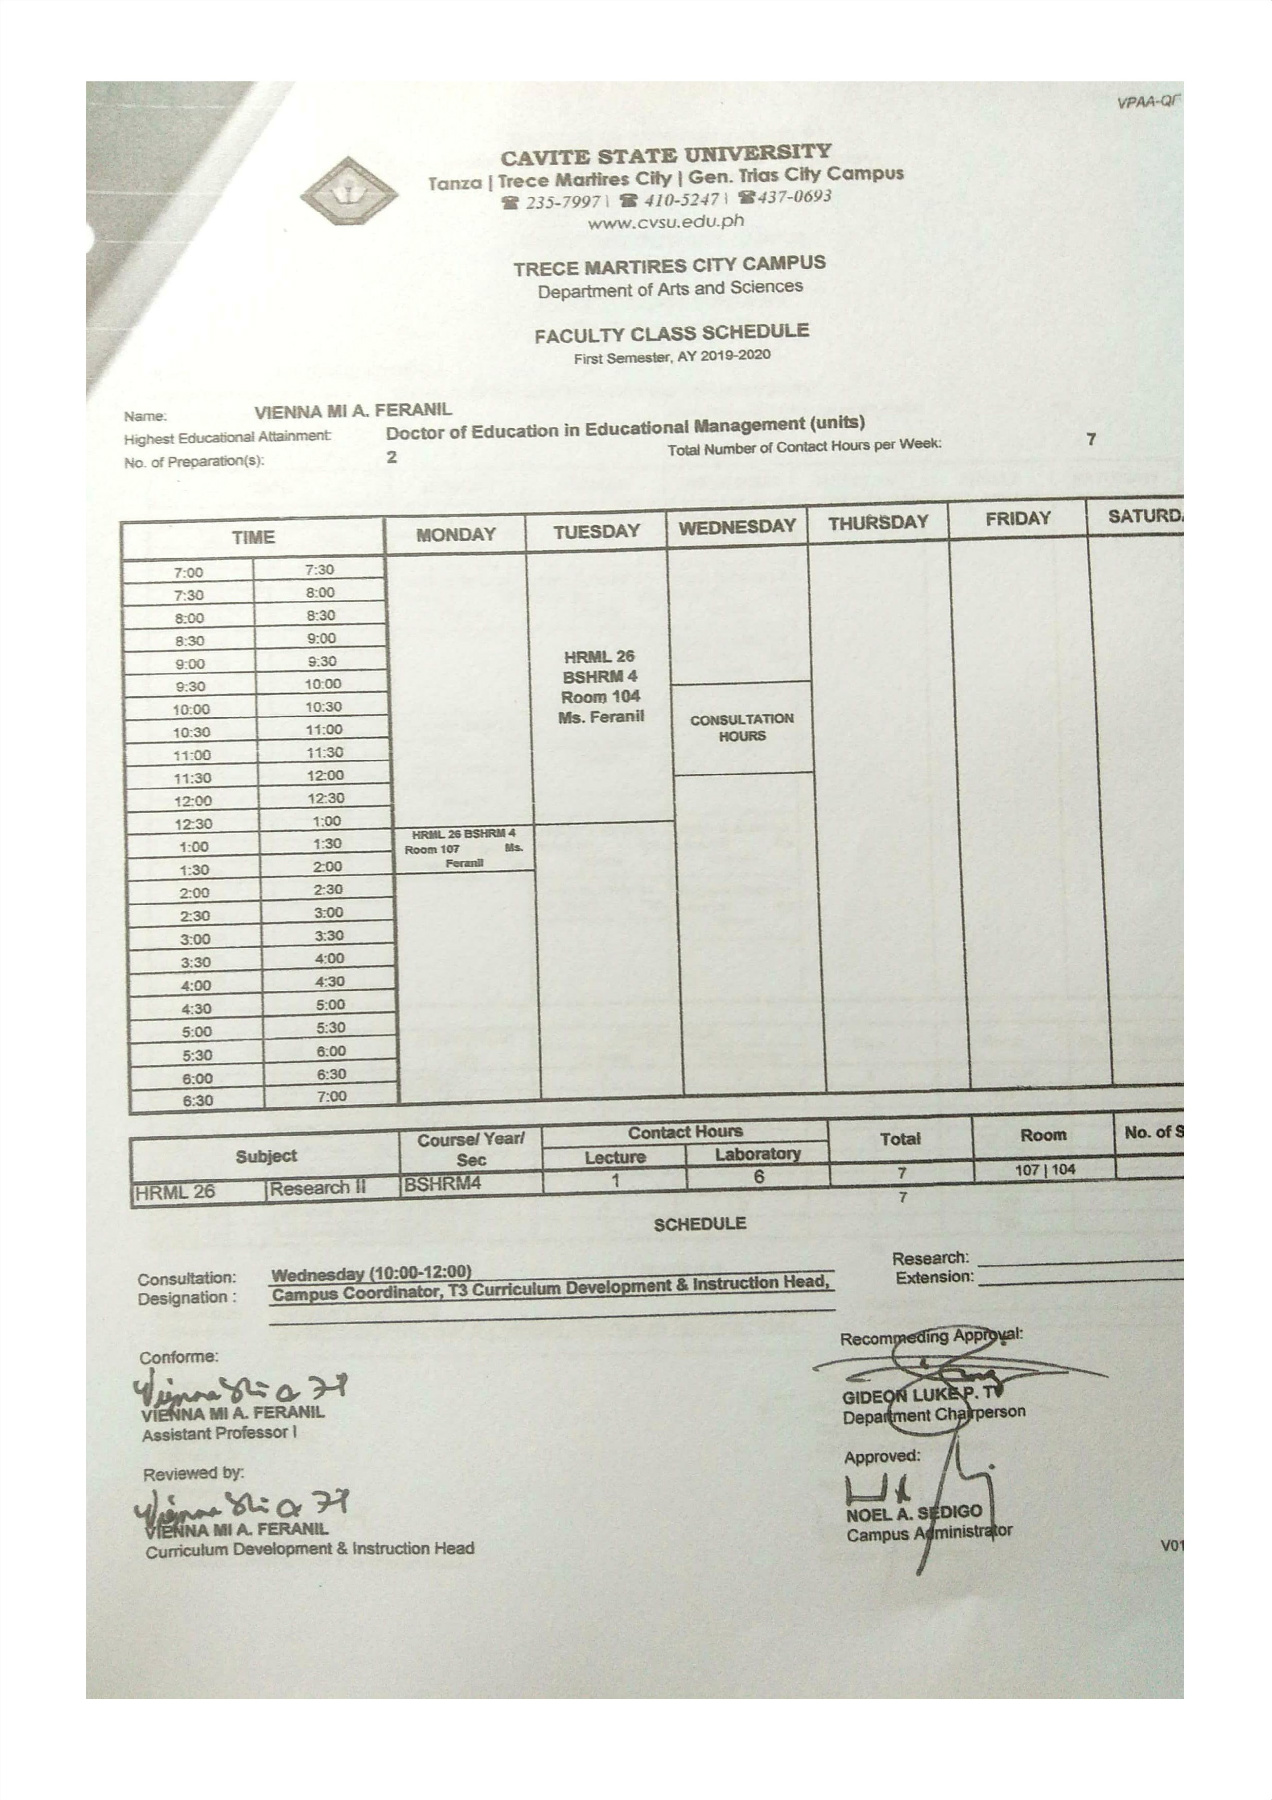 VPAA-QF
CAVITE STATE UNIVERSITY
Tanza | Trece Martires City | Gen. Trias City Campus
☎ 235-7997 | ☎ 410-5247 | ☎437-0693
www.cvsu.edu.ph
TRECE MARTIRES CITY CAMPUS
Department of Arts and Sciences
FACULTY CLASS SCHEDULE
First Semester, AY 2019-2020
Name: VIENNA MI A. FERANIL
Highest Educational Attainment: Doctor of Education in Educational Management (units)
No. of Preparation(s): 2 Total Number of Contact Hours per Week: 7
TIME MONDAY TUESDAY WEDNESDAY THURSDAY FRIDAY SATURDA
7:00 7:30
7:30 8:00
8:00 8:30
8:30 9:00
9:00 9:30
9:30 10:00
10:00 10:30
10:30 11:00
11:00 11:30
11:30 12:00
12:00 12:30
12:30 1:00
1:00 1:30
1:30 2:00
2:00 2:30
2:30 3:00
3:00 3:30
3:30 4:00
4:00 4:30
4:30 5:00
5:00 5:30
5:30 6:00
6:00 6:30
6:30 7:00
HRML 26 BSHRM 4
Room 107 Ms.
Feranil
HRML 26
BSHRM 4
Room 104
Ms. Feranil
CONSULTATION
HOURS
Subject Course/ Year/ Sec Contact Hours Total Room No. of S
Lecture Laboratory
HRML 26 Research II BSHRM4 1 6 7 107 | 104
7
SCHEDULE
Consultation: Wednesday (10:00-12:00)
Designation : Campus Coordinator, T3 Curriculum Development & Instruction Head,
Research:
Extension:
Conforme:
Vienna Mi A
VIENNA MI A. FERANIL
Assistant Professor I
Reviewed by:
Vienna Mi A
VIENNA MI A. FERANIL
Curriculum Development & Instruction Head
Recommeding Approval:
GIDEON LUKE P.
Department Chairperson
Approved:
NOEL A. SEDIGO
Campus Administrator
V01